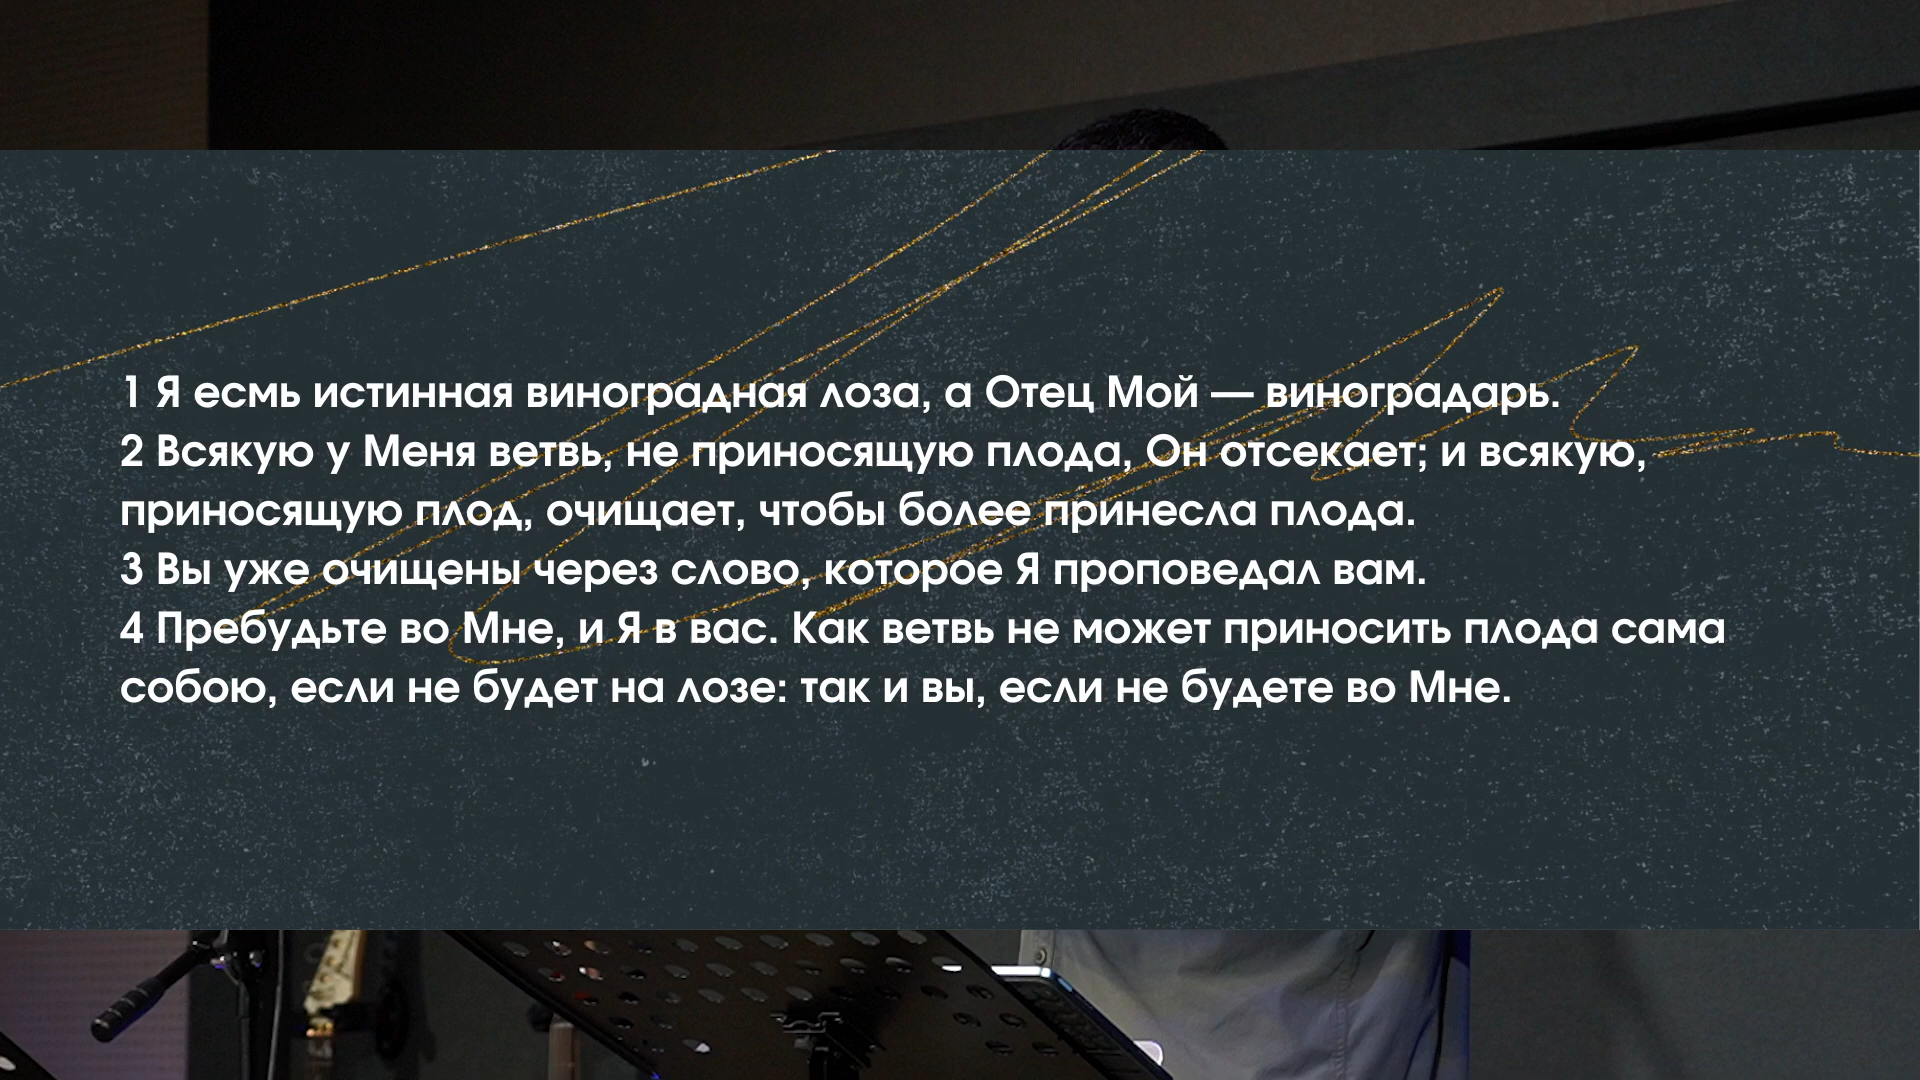 1 Я есмь истинная виноградная лоза, а Отец Мой — виноградарь.
2 Всякую у Меня ветвь, не приносящую плода, Он отсекает; и всякую,
приносящую плод, очищает, чтобы более принесла плода.
3 Вы уже очищены через слово, которое Я проповедал вам.
4 Пребудьте во Мне, и Я в вас. Как ветвь не может приносить плода сама
собою, если не будет на лозе: так и вы, если не будете во Мне.